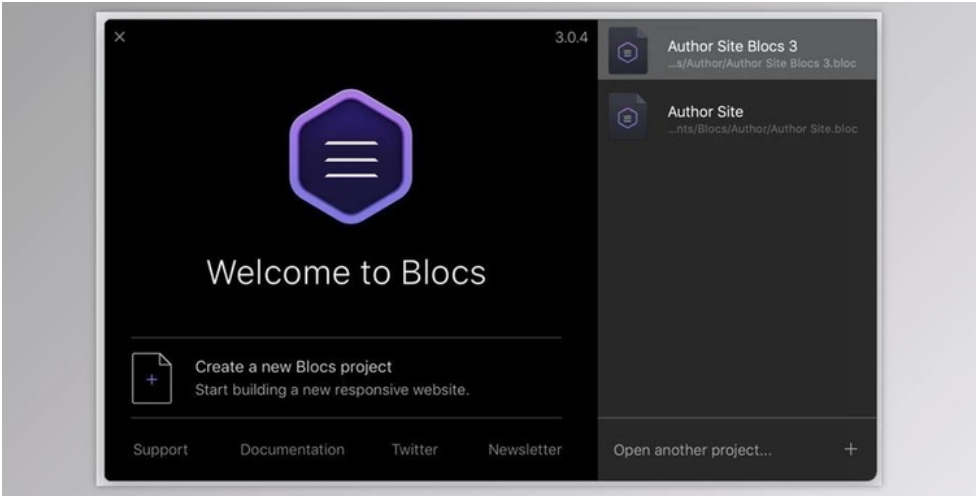 3.0.4
Welcome to Blocs
Create a new Blocs project
Start building a new responsive website.
Support Documentation Twitter Newsletter
Author Site Blocs 3
...s/Author/Author Site Blocs 3.bloc
Author Site
...nts/Blocs/Author/Author Site.bloc
Open another project...